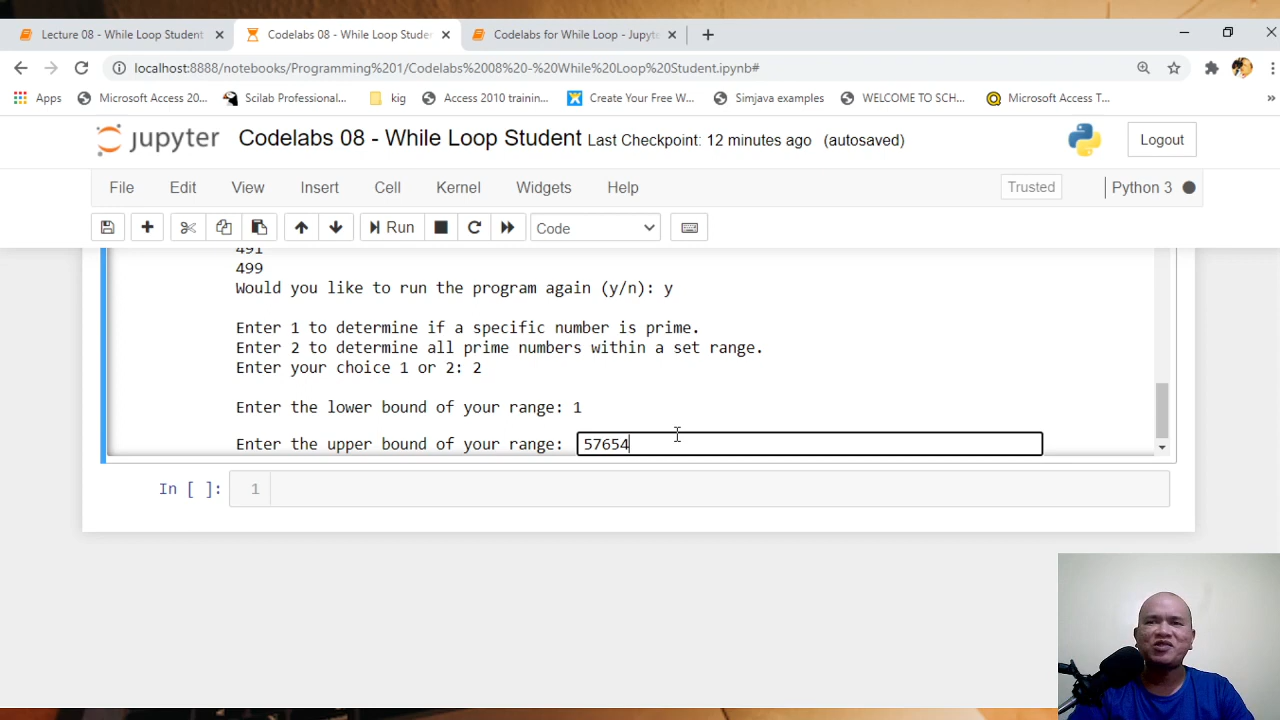 Lecture 08 - While Loop Student
Codelabs 08 - While Loop Studen
Codelabs for While Loop - Jupyte
localhost:8888/notebooks/Programming%201/Codelabs%2008%20-%20While%20Loop%20Student.ipynb#
Apps
Microsoft Access 20...
Scilab Professional...
kig
Access 2010 training...
Create Your Free W...
Simjava examples
WELCOME TO SCH...
Microsoft Access T...
»
jupyter
Codelabs 08 - While Loop Student Last Checkpoint: 12 minutes ago (autosaved)
Logout
File Edit View Insert Cell Kernel Widgets Help
Trusted
Python 3
Run
Code
491
499
Would you like to run the program again (y/n): y
Enter 1 to determine if a specific number is prime.
Enter 2 to determine all prime numbers within a set range.
Enter your choice 1 or 2: 2
Enter the lower bound of your range: 1
Enter the upper bound of your range: 57654
In [ ]: 1